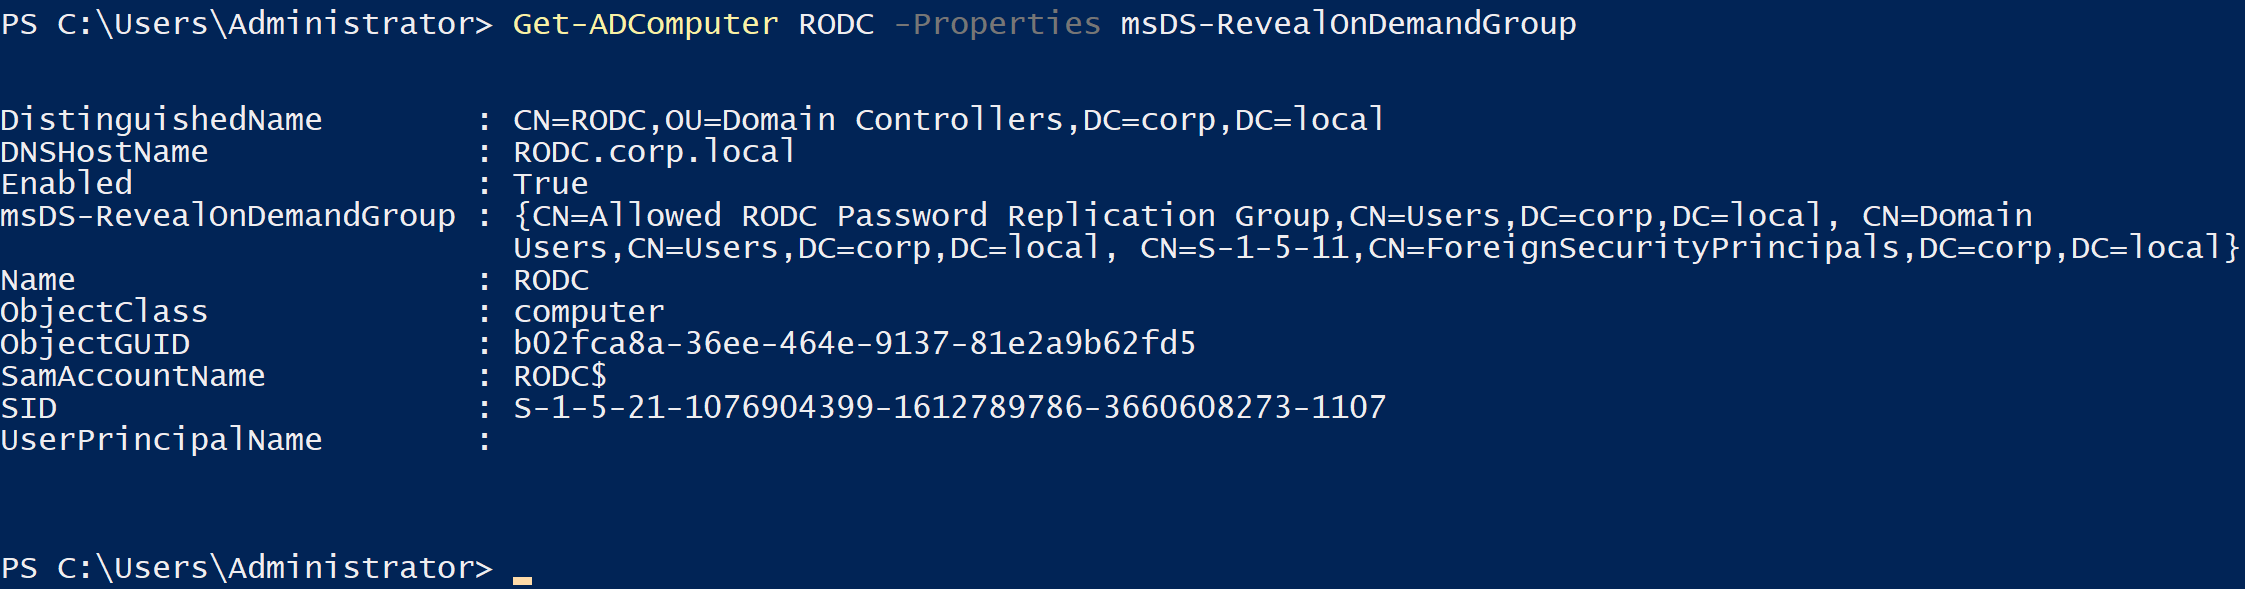 PS C:\Users\Administrator> Get-ADComputer RODC -Properties msDS-RevealOnDemandGroup
DistinguishedName        : CN=RODC,OU=Domain Controllers,DC=corp,DC=local
DNSHostName              : RODC.corp.local
Enabled                  : True
msDS-RevealOnDemandGroup : {CN=Allowed RODC Password Replication Group,CN=Users,DC=corp,DC=local, CN=Domain
                           Users,CN=Users,DC=corp,DC=local, CN=S-1-5-11,CN=ForeignSecurityPrincipals,DC=corp,DC=local}
Name                     : RODC
ObjectClass              : computer
ObjectGUID               : b02fca8a-36ee-464e-9137-81e2a9b62fd5
SamAccountName           : RODC$
SID                      : S-1-5-21-1076904399-1612789786-3660608273-1107
UserPrincipalName        :
PS C:\Users\Administrator>